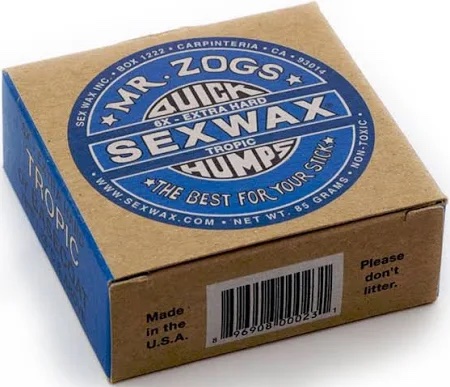 SEX WAX INC. • BOX 1222 • CARPINTERIA • CA • 93014
MR. ZOGS
QUICK
6X - EXTRA HARD
SEXWAX
TROPIC
HUMPS
THE BEST FOR YOUR STICK
WWW.SEXWAX.COM • NET WT. 85 GRAMS • NON-TOXIC •
TROPIC
Made
in the
U.S.A.
8 96908 00023 1
Please
don't
litter.